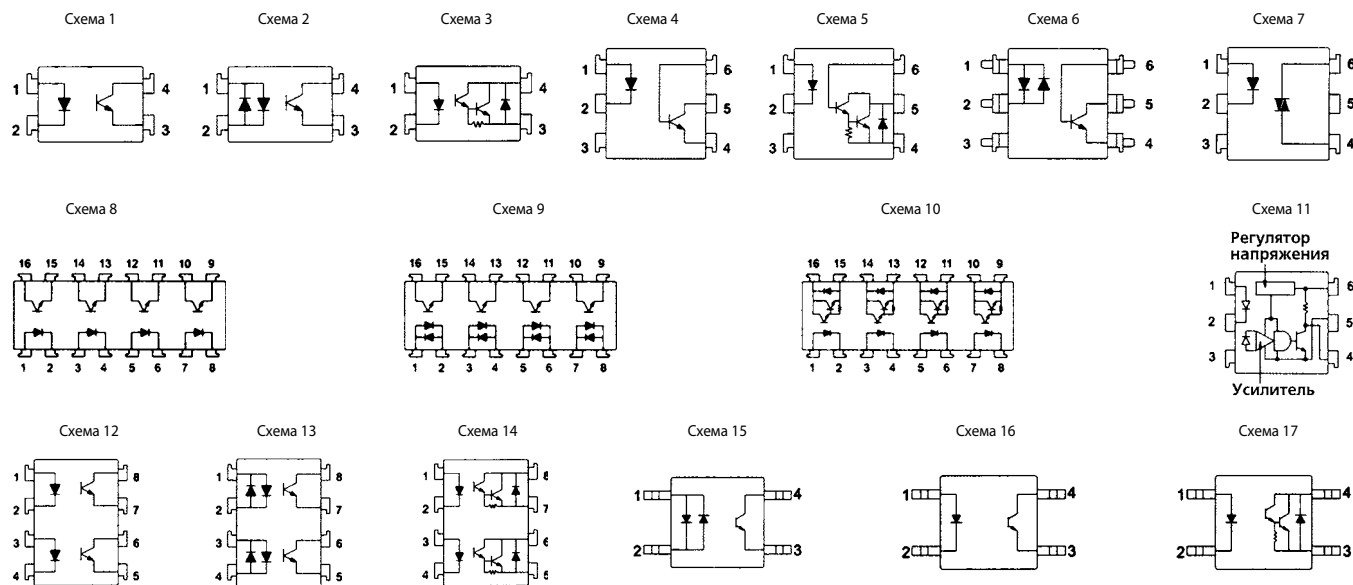 Схема 1 Схема 2 Схема 3 Схема 4 Схема 5 Схема 6 Схема 7
1 4 1 4 1 4 1 6 1 6 1 6 1 6
2 5 2 5 2 5 2 5
2 3 2 3 2 3 3 4 3 4 3 4 3 4
Схема 8 Схема 9 Схема 10 Схема 11
Регулятор
напряжения
16 15 14 13 12 11 10 9 16 15 14 13 12 11 10 9 16 15 14 13 12 11 10 9
1 6
2 5
3 4
1 2 3 4 5 6 7 8 1 2 3 4 5 6 7 8 1 2 3 4 5 6 7 8
Усилитель
Схема 12 Схема 13 Схема 14 Схема 15 Схема 16 Схема 17
1 8 1 8 1 8
1 4 1 4 1 4
2 7 2 7 2 7
3 6 3 6 3 6
2 3 2 3 2 3
4 5 4 5 4 5